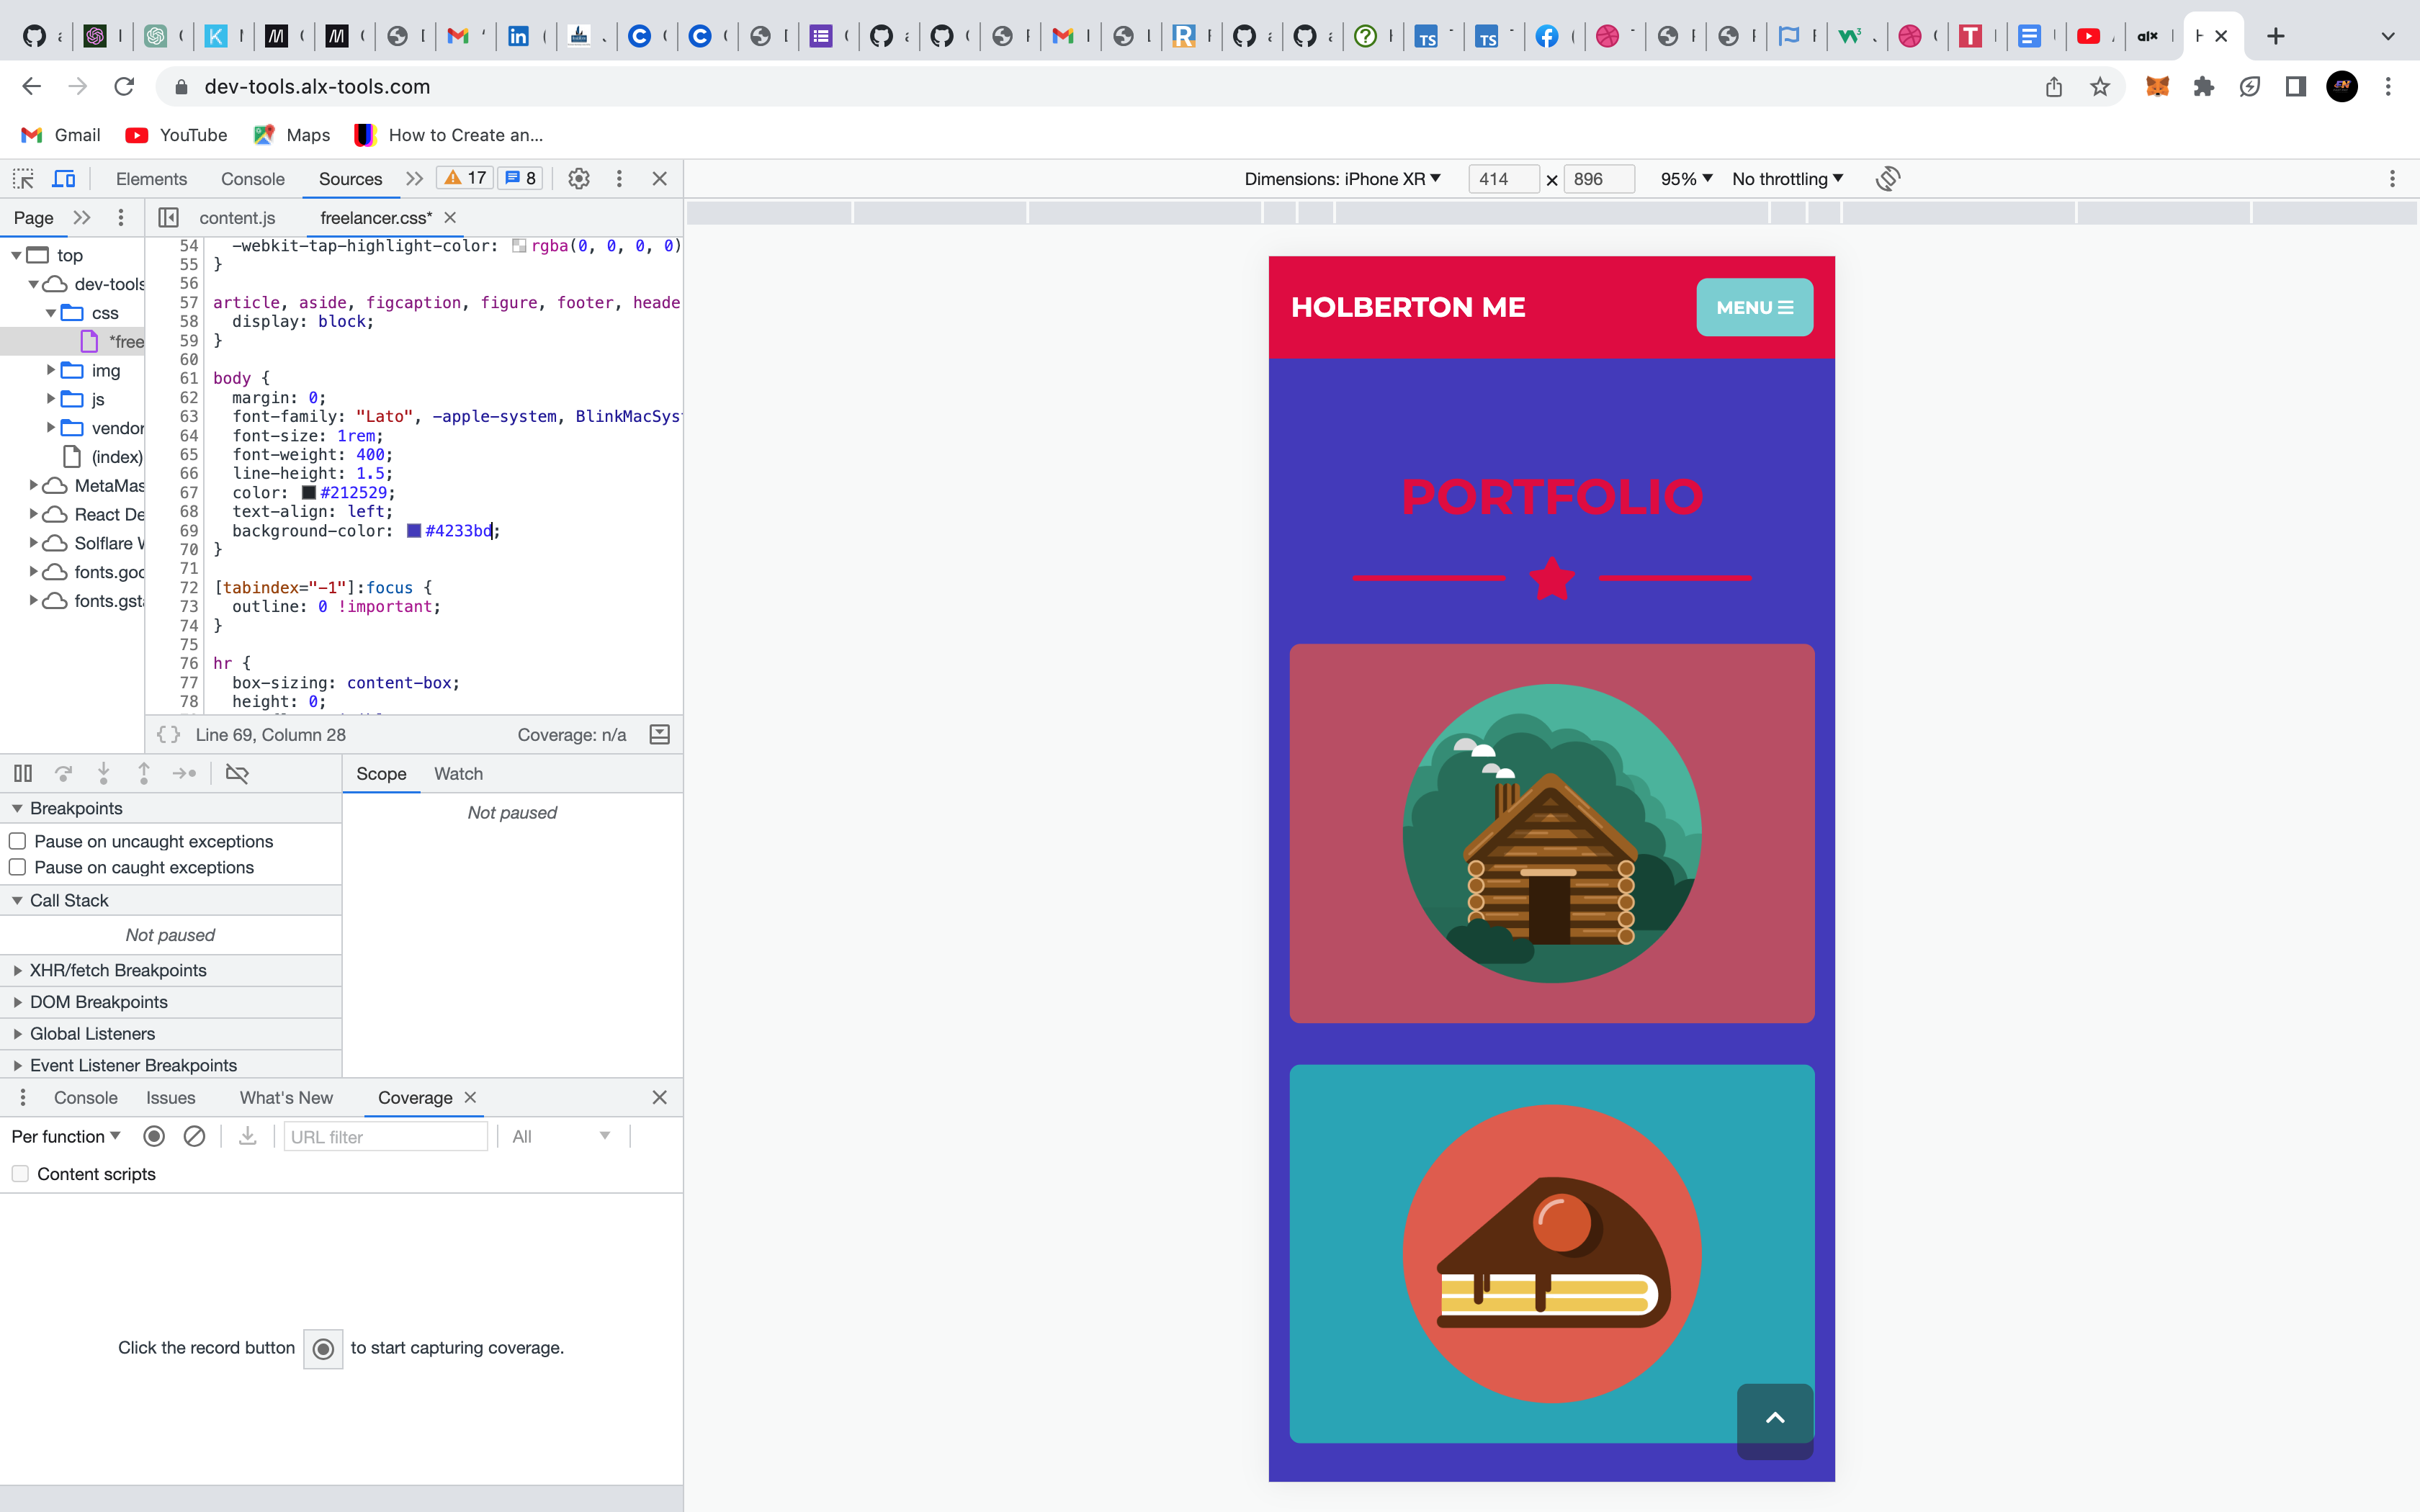 dev-tools.alx-tools.com
Gmail YouTube Maps How to Create an...
Elements Console Sources 17 8
Dimensions: iPhone XR 414 × 896 95% No throttling
Page
content.js freelancer.css*
top
dev-tools
css
*free
img
js
vendor
(index)
MetaMas
React De
Solflare W
fonts.goo
fonts.gsta
54 -webkit-tap-highlight-color: rgba(0, 0, 0, 0)
55 }
56
57 article, aside, figcaption, figure, footer, heade
58 display: block;
59 }
60
61 body {
62 margin: 0;
63 font-family: "Lato", -apple-system, BlinkMacSys
64 font-size: 1rem;
65 font-weight: 400;
66 line-height: 1.5;
67 color: #212529;
68 text-align: left;
69 background-color: #4233bd;
70 }
71
72 [tabindex="-1"]:focus {
73 outline: 0 !important;
74 }
75
76 hr {
77 box-sizing: content-box;
78 height: 0;
{} Line 69, Column 28 Coverage: n/a
Scope Watch
Not paused
Breakpoints
Pause on uncaught exceptions
Pause on caught exceptions
Call Stack
Not paused
XHR/fetch Breakpoints
DOM Breakpoints
Global Listeners
Event Listener Breakpoints
Console Issues What's New Coverage
Per function URL filter All
Content scripts
Click the record button to start capturing coverage.
HOLBERTON ME MENU
PORTFOLIO